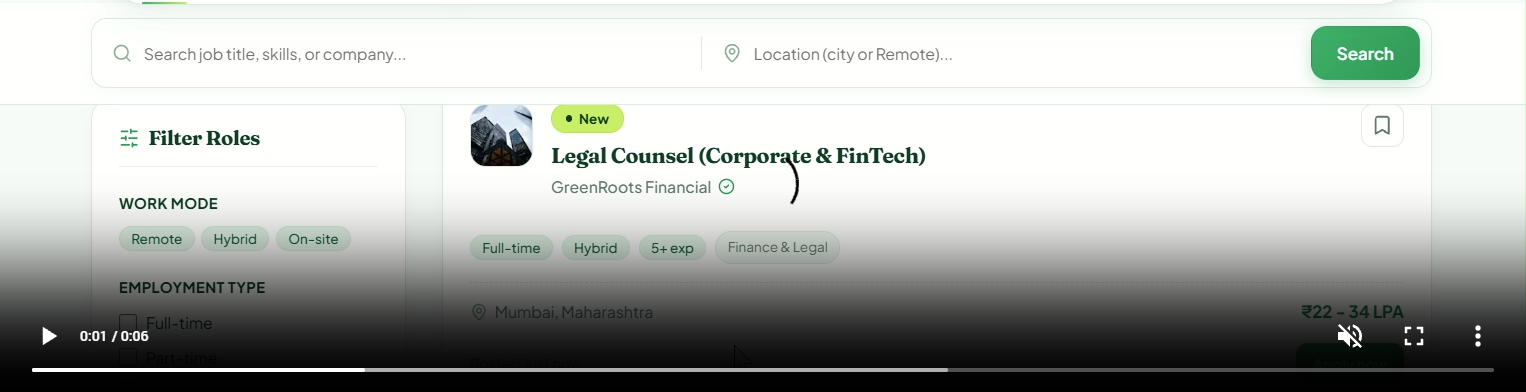 Search job title, skills, or company...
Location (city or Remote)...
Search
Filter Roles
WORK MODE
Remote Hybrid On-site
EMPLOYMENT TYPE
Full-time
Part-time
New
Legal Counsel (Corporate & FinTech)
GreenRoots Financial
Full-time Hybrid 5+ exp Finance & Legal
Mumbai, Maharashtra
₹22 – 34 LPA
0:01 / 0:06